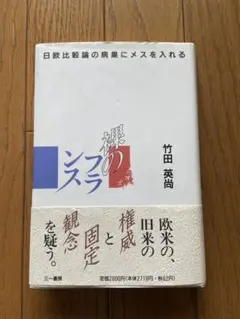 日欧比較論の病巣にメスを入れる
裸の
フラ
ンス
竹田 英尚
欧米の、
旧来の
権威
と
固定
観念
を疑う。
三一書房